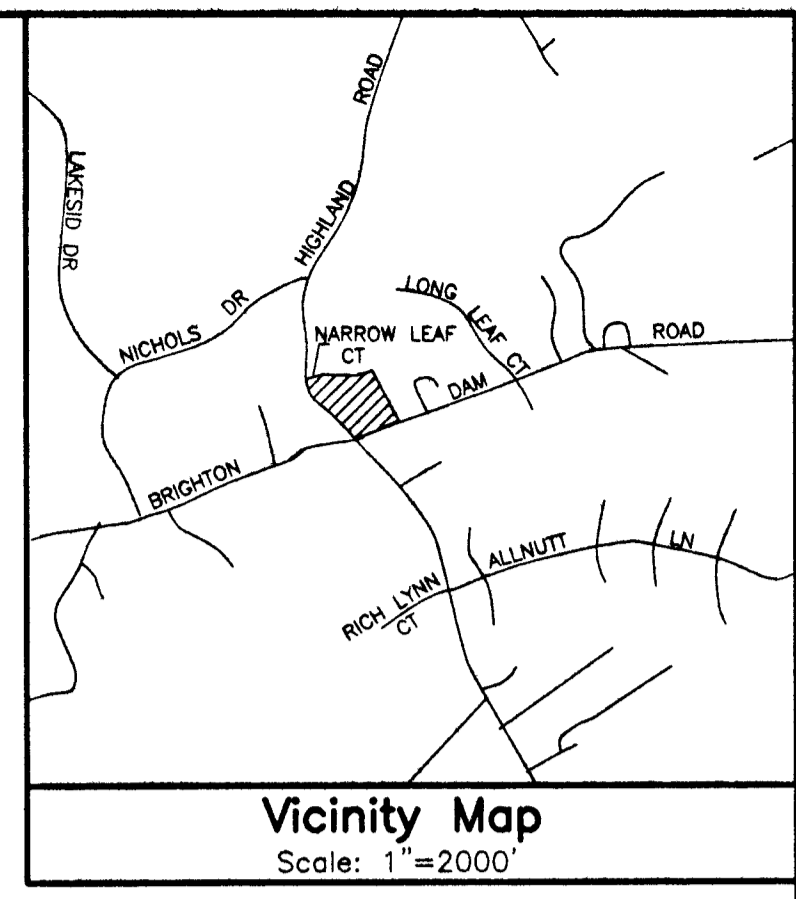 ROAD
HIGHLAND
LAKESID DR
NICHOLS DR
NARROW LEAF
CT
LONG LEAF CT
BRIGHTON DAM ROAD
ALLNUTT LN
RICH LYNN
CT
Vicinity Map
Scale: 1"=2000'